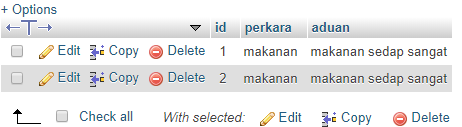 + Options
id perkara aduan
Edit Copy Delete 1 makanan makanan sedap sangat
Edit Copy Delete 2 makanan makanan sedap sangat
Check all With selected: Edit Copy Delete